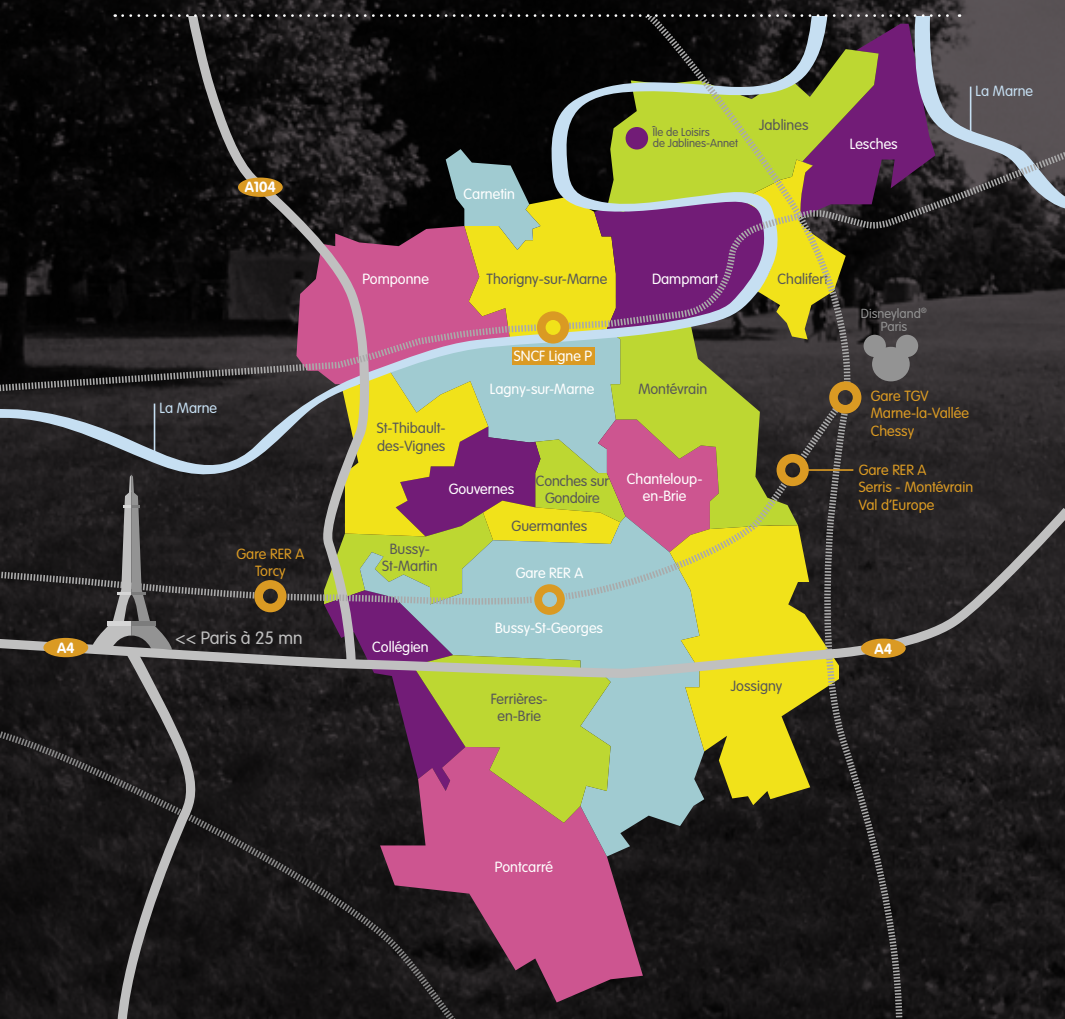 La Marne
Jablines
Île de Loisirs
de Jablines-Annet
Lesches
A104
Carnetin
Pomponne
Thorigny-sur-Marne
Dampmart
Chalifert
Disneyland®
Paris
SNCF Ligne P
Lagny-sur-Marne
Montévrain
Gare TGV
Marne-la-Vallée
Chessy
La Marne
St-Thibault-
des-Vignes
Gouvernes
Conches sur
Gondoire
Chanteloup-
en-Brie
Gare RER A
Serris - Montévrain
Val d'Europe
Guermantes
Bussy-
St-Martin
Gare RER A
Torcy
Gare RER A
Bussy-St-Georges
<< Paris à 25 mn
A4
Collégien
A4
Jossigny
Ferrières-
en-Brie
Pontcarré